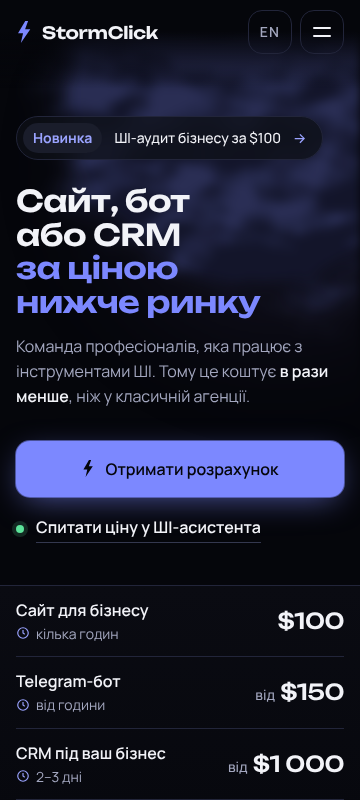 StormClick
EN
Новинка ШІ-аудит бізнесу за $100 →
Сайт, бот
або CRM
за ціною
нижче ринку
Команда професіоналів, яка працює з
інструментами ШІ. Тому це коштує в рази
менше, ніж у класичній агенції.
Отримати розрахунок
Спитати ціну у ШІ-асистента
Сайт для бізнесу
кілька годин
$100
Telegram-бот
від години
від $150
CRM під ваш бізнес
2–3 дні
від $1 000